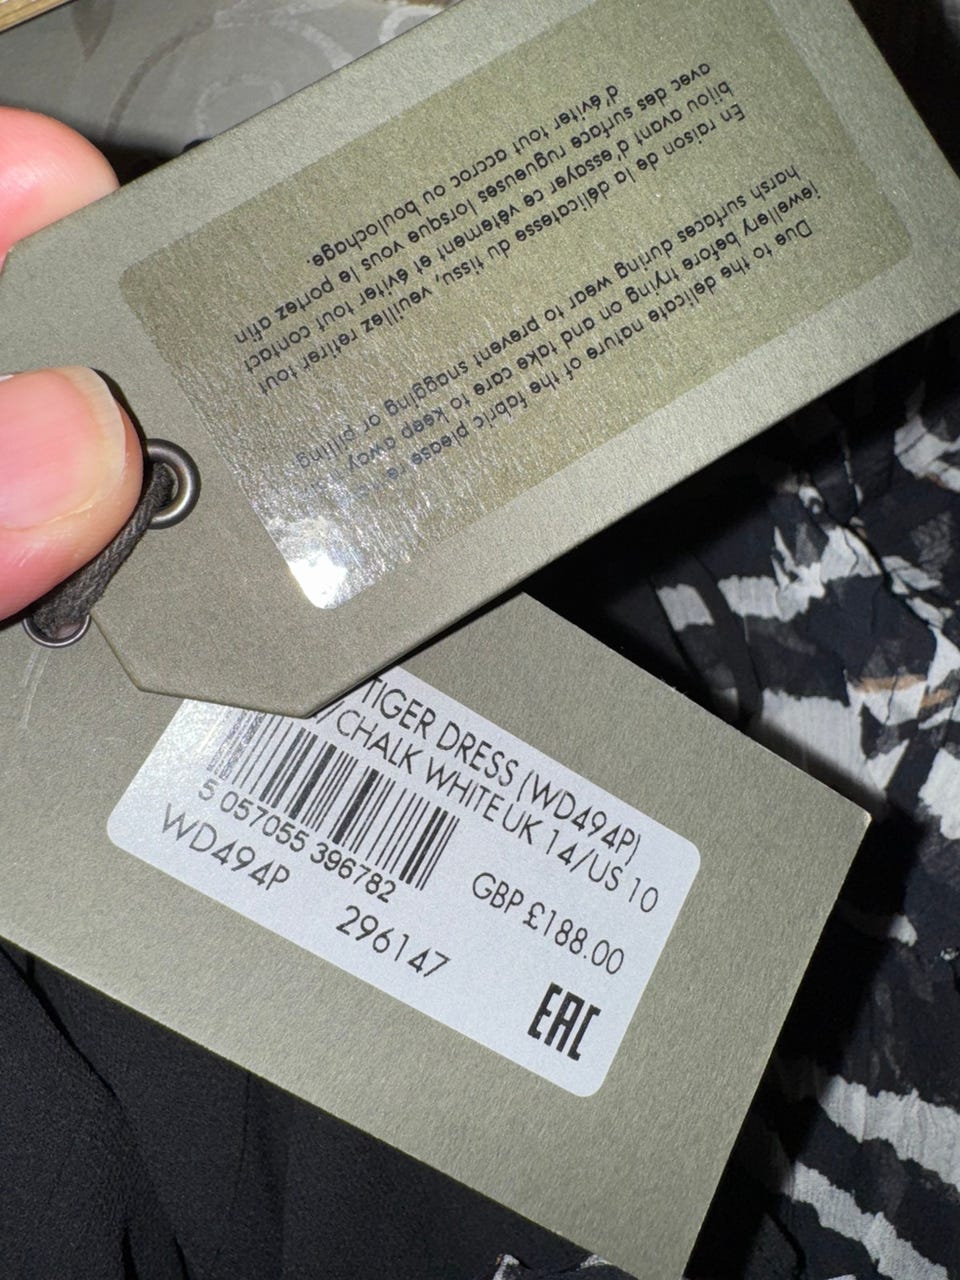 Due to the delicate nature of the fabric please
jewellery before trying on and take care to keep away
harsh surfaces during wear to prevent snagging or pilling.
En raison de la délicatesse du tissu, veuillez retirer tout
bijou avant d'essayer ce vêtement et éviter tout contact
avec des surface rugueuses lorsque vous le portez afin
d'éviter tout accroc ou boulochage.
TIGER DRESS (WD494P)
/CHALK WHITE UK 14/US 10
5 057055 396782
GBP £188.00
WD494P
296147
EAC